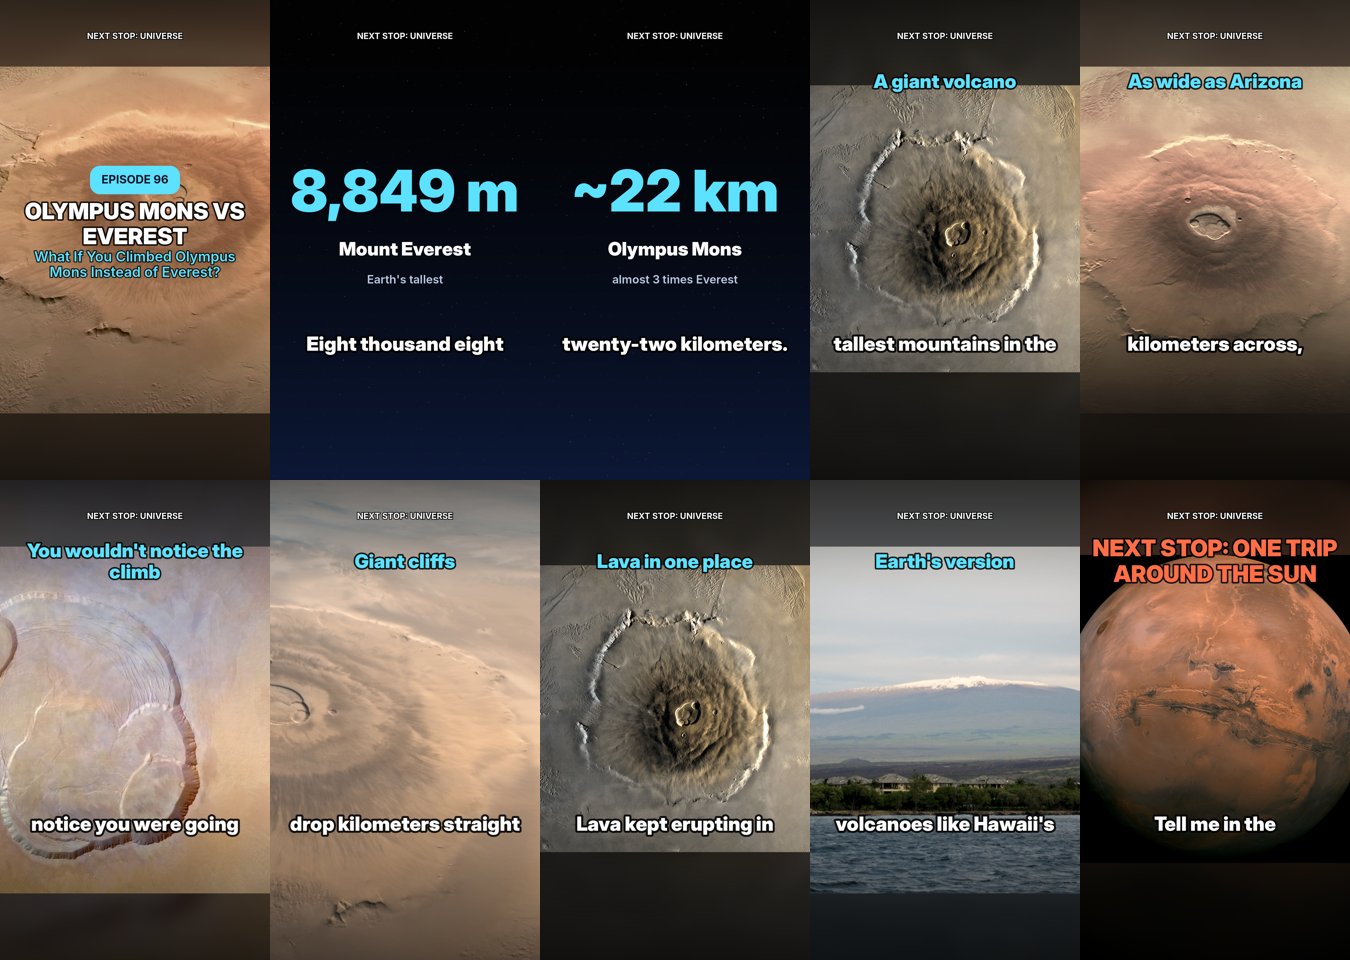 NEXT STOP: UNIVERSE
EPISODE 96
OLYMPUS MONS VS
EVEREST
What If You Climbed Olympus
Mons Instead of Everest?
NEXT STOP: UNIVERSE
8,849 m
Mount Everest
Earth's tallest
Eight thousand eight
NEXT STOP: UNIVERSE
~22 km
Olympus Mons
almost 3 times Everest
twenty-two kilometers.
NEXT STOP: UNIVERSE
A giant volcano
tallest mountains in the
NEXT STOP: UNIVERSE
As wide as Arizona
kilometers across,
NEXT STOP: UNIVERSE
You wouldn't notice the
climb
notice you were going
NEXT STOP: UNIVERSE
Giant cliffs
drop kilometers straight
NEXT STOP: UNIVERSE
Lava in one place
Lava kept erupting in
NEXT STOP: UNIVERSE
Earth's version
volcanoes like Hawaii's
NEXT STOP: UNIVERSE
NEXT STOP: ONE TRIP
AROUND THE SUN
Tell me in the